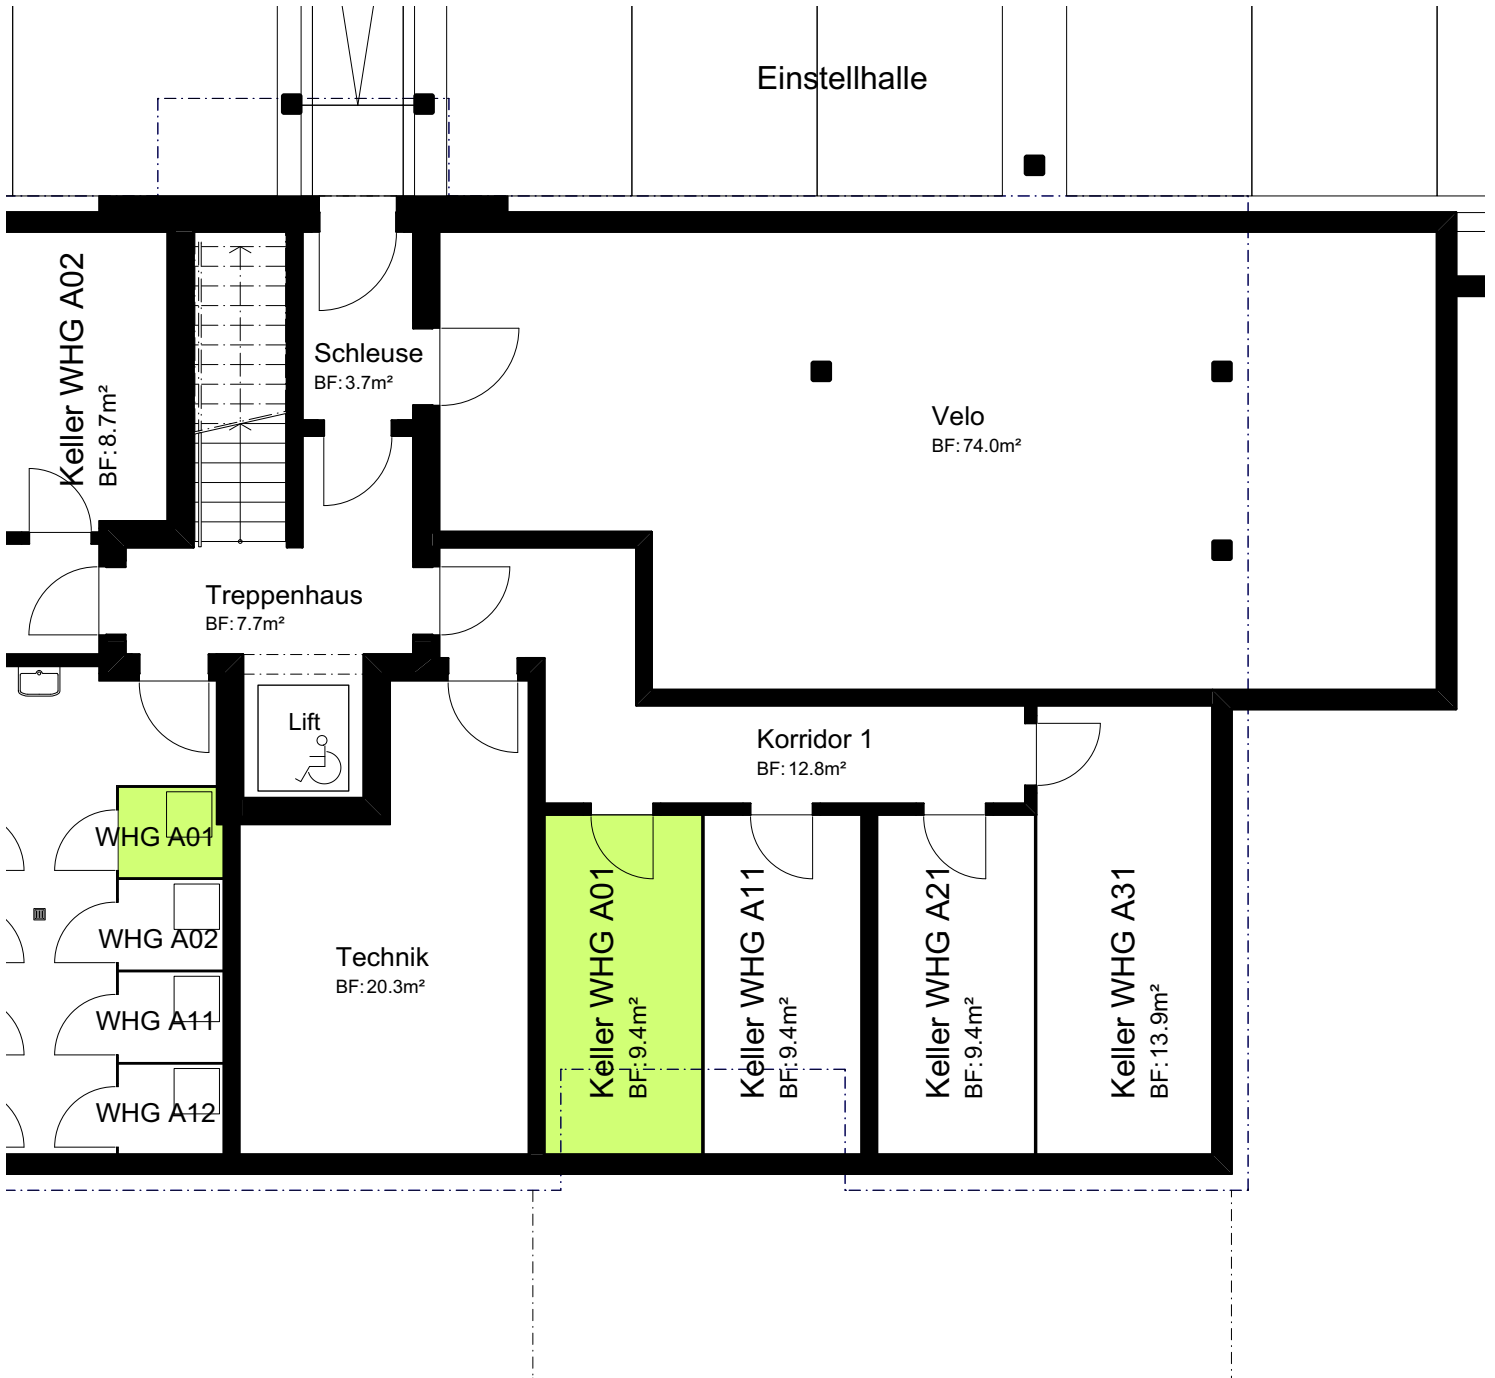 Einstellhalle
Keller WHG A02
BF: 8.7m²
Schleuse
BF: 3.7m²
Velo
BF: 74.0m²
Treppenhaus
BF: 7.7m²
Lift
Korridor 1
BF: 12.8m²
WHG A01
WHG A02
WHG A11
WHG A12
Technik
BF: 20.3m²
Keller WHG A01
BF: 9.4m²
Keller WHG A11
BF: 9.4m²
Keller WHG A21
BF: 9.4m²
Keller WHG A31
BF: 13.9m²